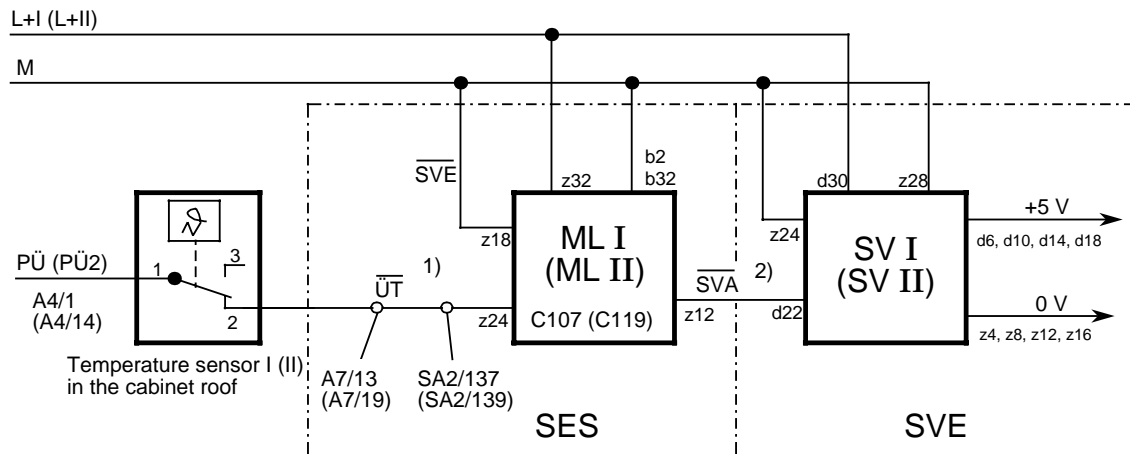 L+I (L+II)
M
SVE
b2
b32
z32
d30
z28
z18
ML I
(ML II)
C107 (C119)
z24
z12
SVA
2)
z24
SV I
(SV II)
d22
+5 V
d6, d10, d14, d18
0 V
z4, z8, z12, z16
PÜ (PÜ2)
A4/1
(A4/14)
1
3
2
ÜT
1)
Temperature sensor I (II)
in the cabinet roof
A7/13
(A7/19)
SA2/137
(SA2/139)
SES
SVE